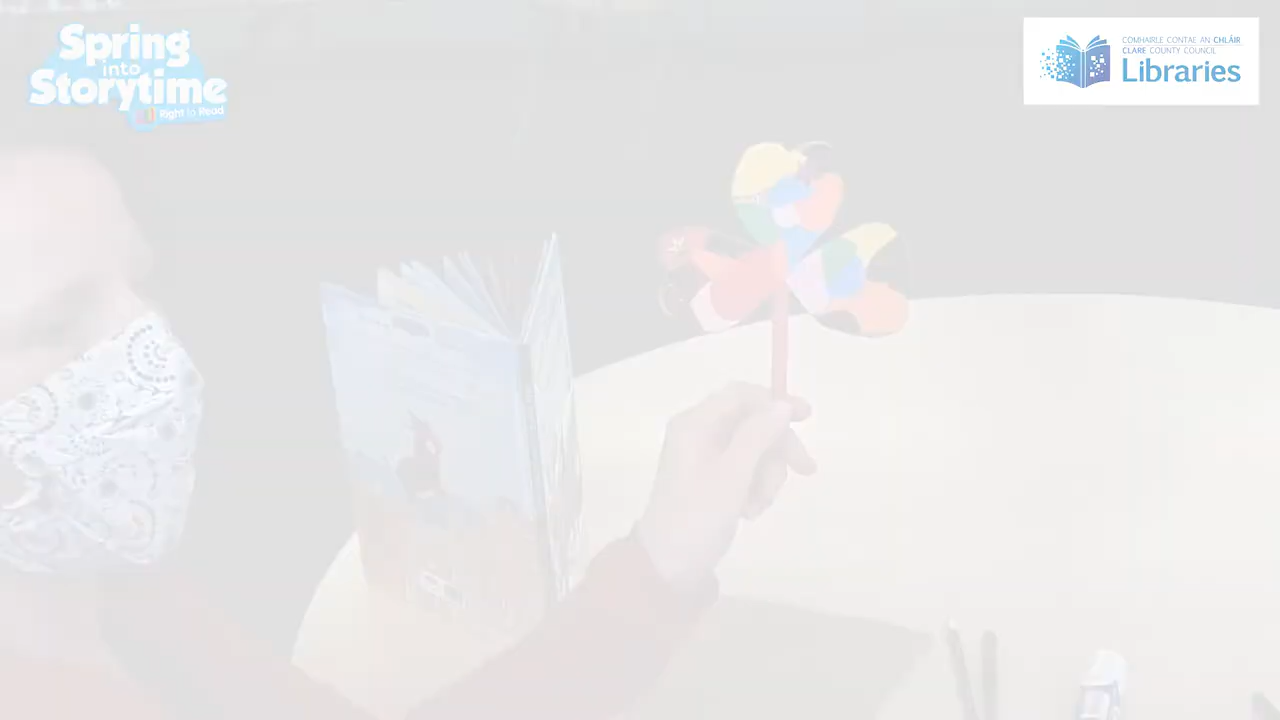 Spring
into
Storytime
Right to Read
COMHAIRLE CONTAE AN CHLÁIR
CLARE COUNTY COUNCIL
Libraries